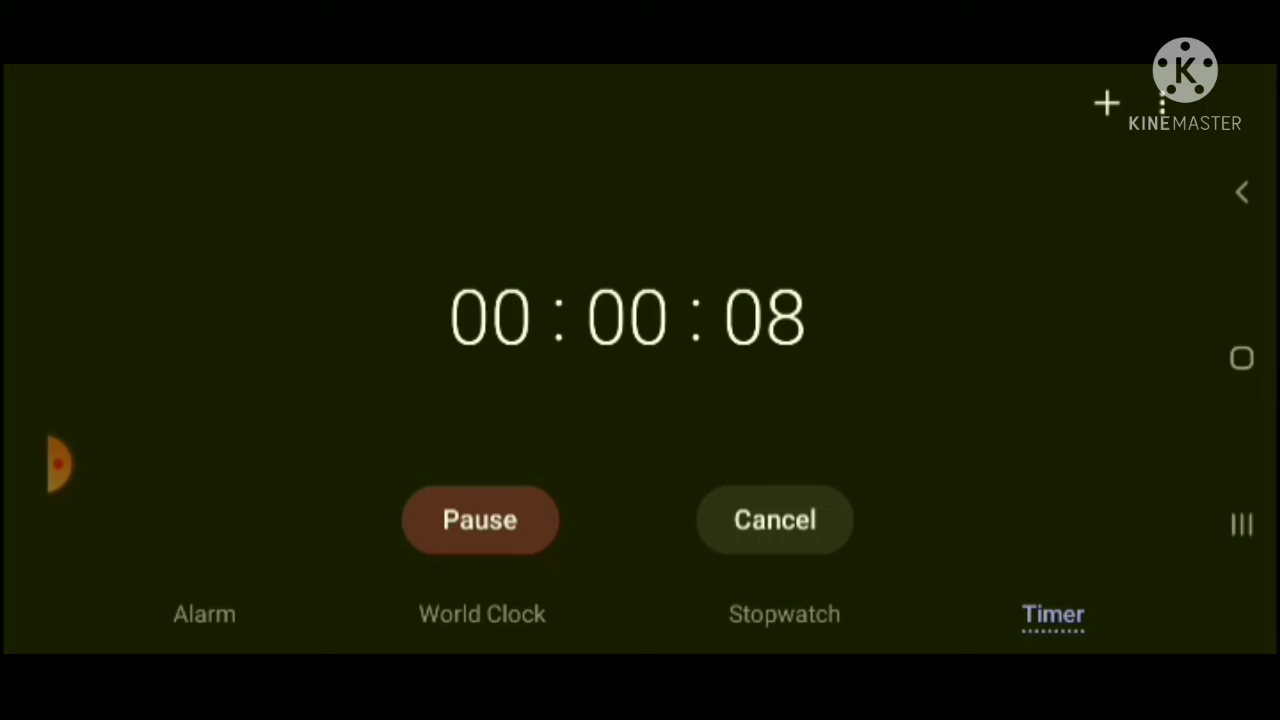 KINEMASTER
00 : 00 : 08
Pause
Cancel
Alarm
World Clock
Stopwatch
Timer